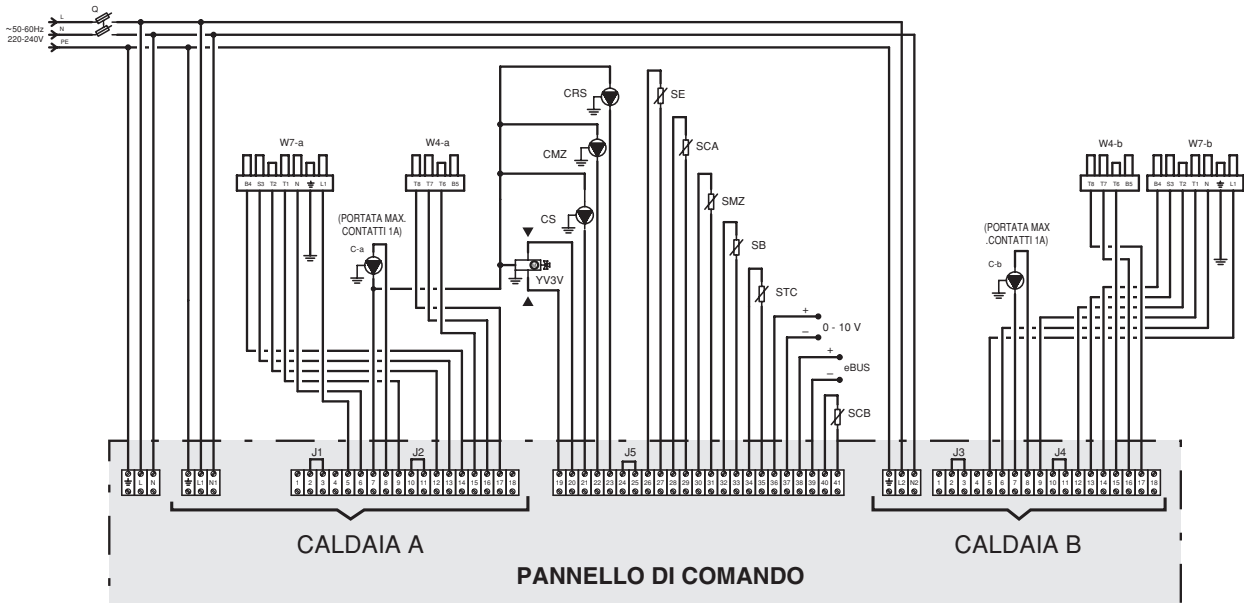 L
Q
~50-60Hz
N
220-240V
PE
CRS
SE
CMZ
SCA
W7-a
W4-a
W4-b
W7-b
B4 S3 T2 T1 N L1
T8 T7 T6 B5
T8 T7 T6 B5
B4 S3 T2 T1 N L1
SMZ
CS
(PORTATA MAX.
CONTATTI 1A)
C-a
(PORTATA MAX
.CONTATTI 1A)
C-b
SB
YV3V
STC
+
0 - 10 V
–
+
eBUS
–
SCB
J1
J2
J5
J3
J4
L N
L1 N1
1 2 3 4 5 6 7 8 9 10 11 12 13 14 15 16 17 18
19 20 21 22 23 24 25 26 27 28 29 30 31 32 33 34 35 36 37 38 39 40 41
L2 N2
1 2 3 4 5 6 7 8 9 10 11 12 13 14 15 16 17 18
CALDAIA A
CALDAIA B
PANNELLO DI COMANDO